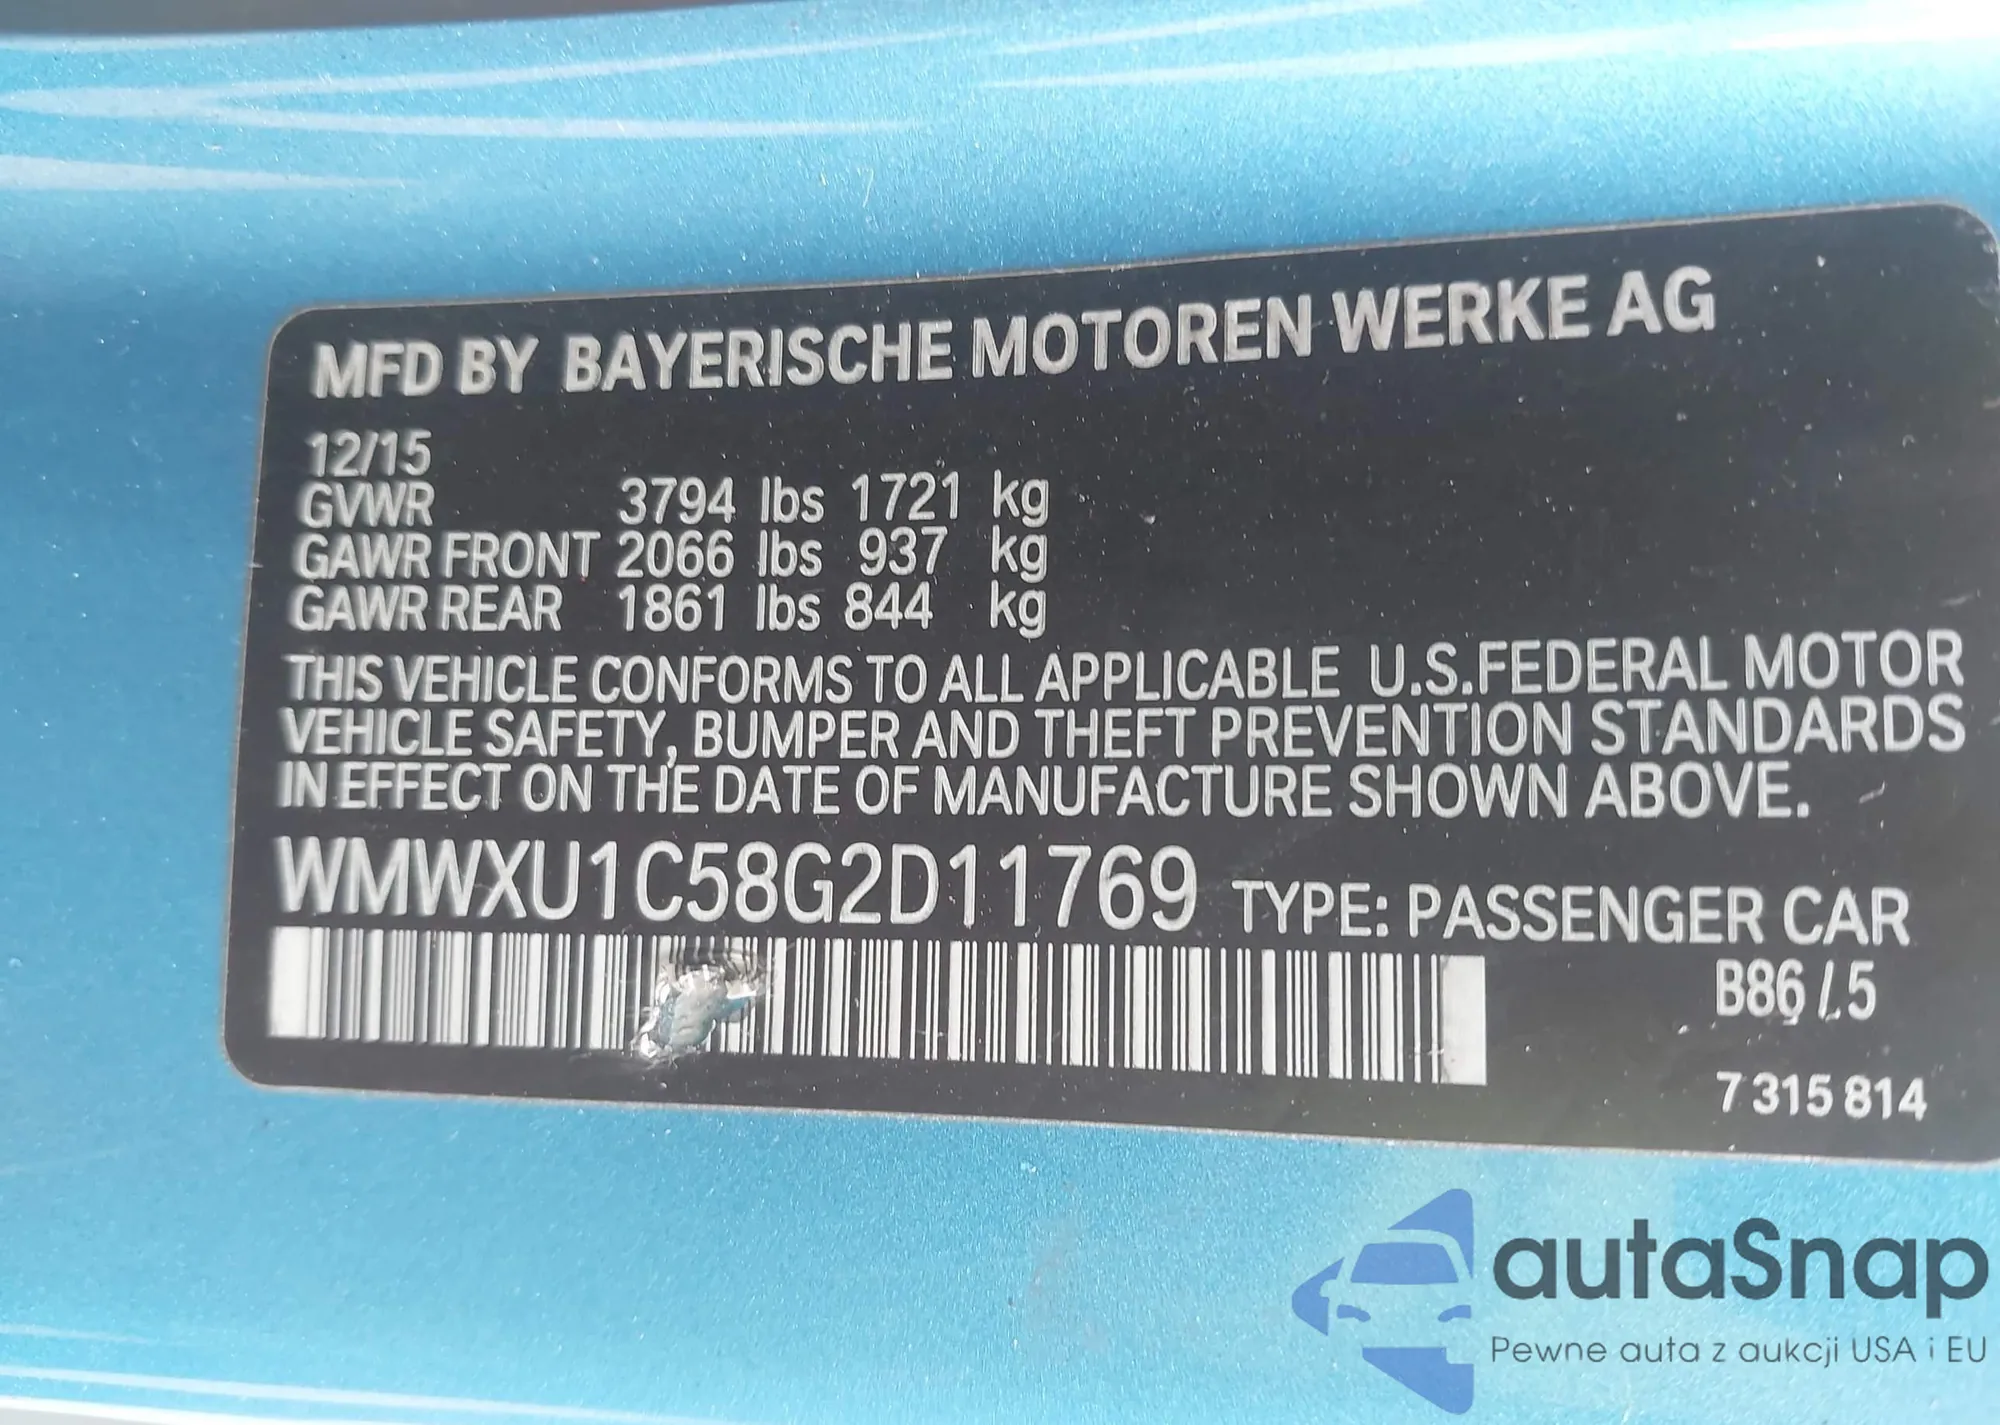 MFD BY BAYERISCHE MOTOREN WERKE AG
12/15
GVWR 3794 lbs 1721 kg
GAWR FRONT 2066 lbs 937 kg
GAWR REAR 1861 lbs 844 kg
THIS VEHICLE CONFORMS TO ALL APPLICABLE U.S.FEDERAL MOTOR
VEHICLE SAFETY, BUMPER AND THEFT PREVENTION STANDARDS
IN EFFECT ON THE DATE OF MANUFACTURE SHOWN ABOVE.
WMWXU1C58G2D11769 TYPE: PASSENGER CAR
B86/.5
7 315 814
autaSnap
Pewne auta z aukcji USA i EU